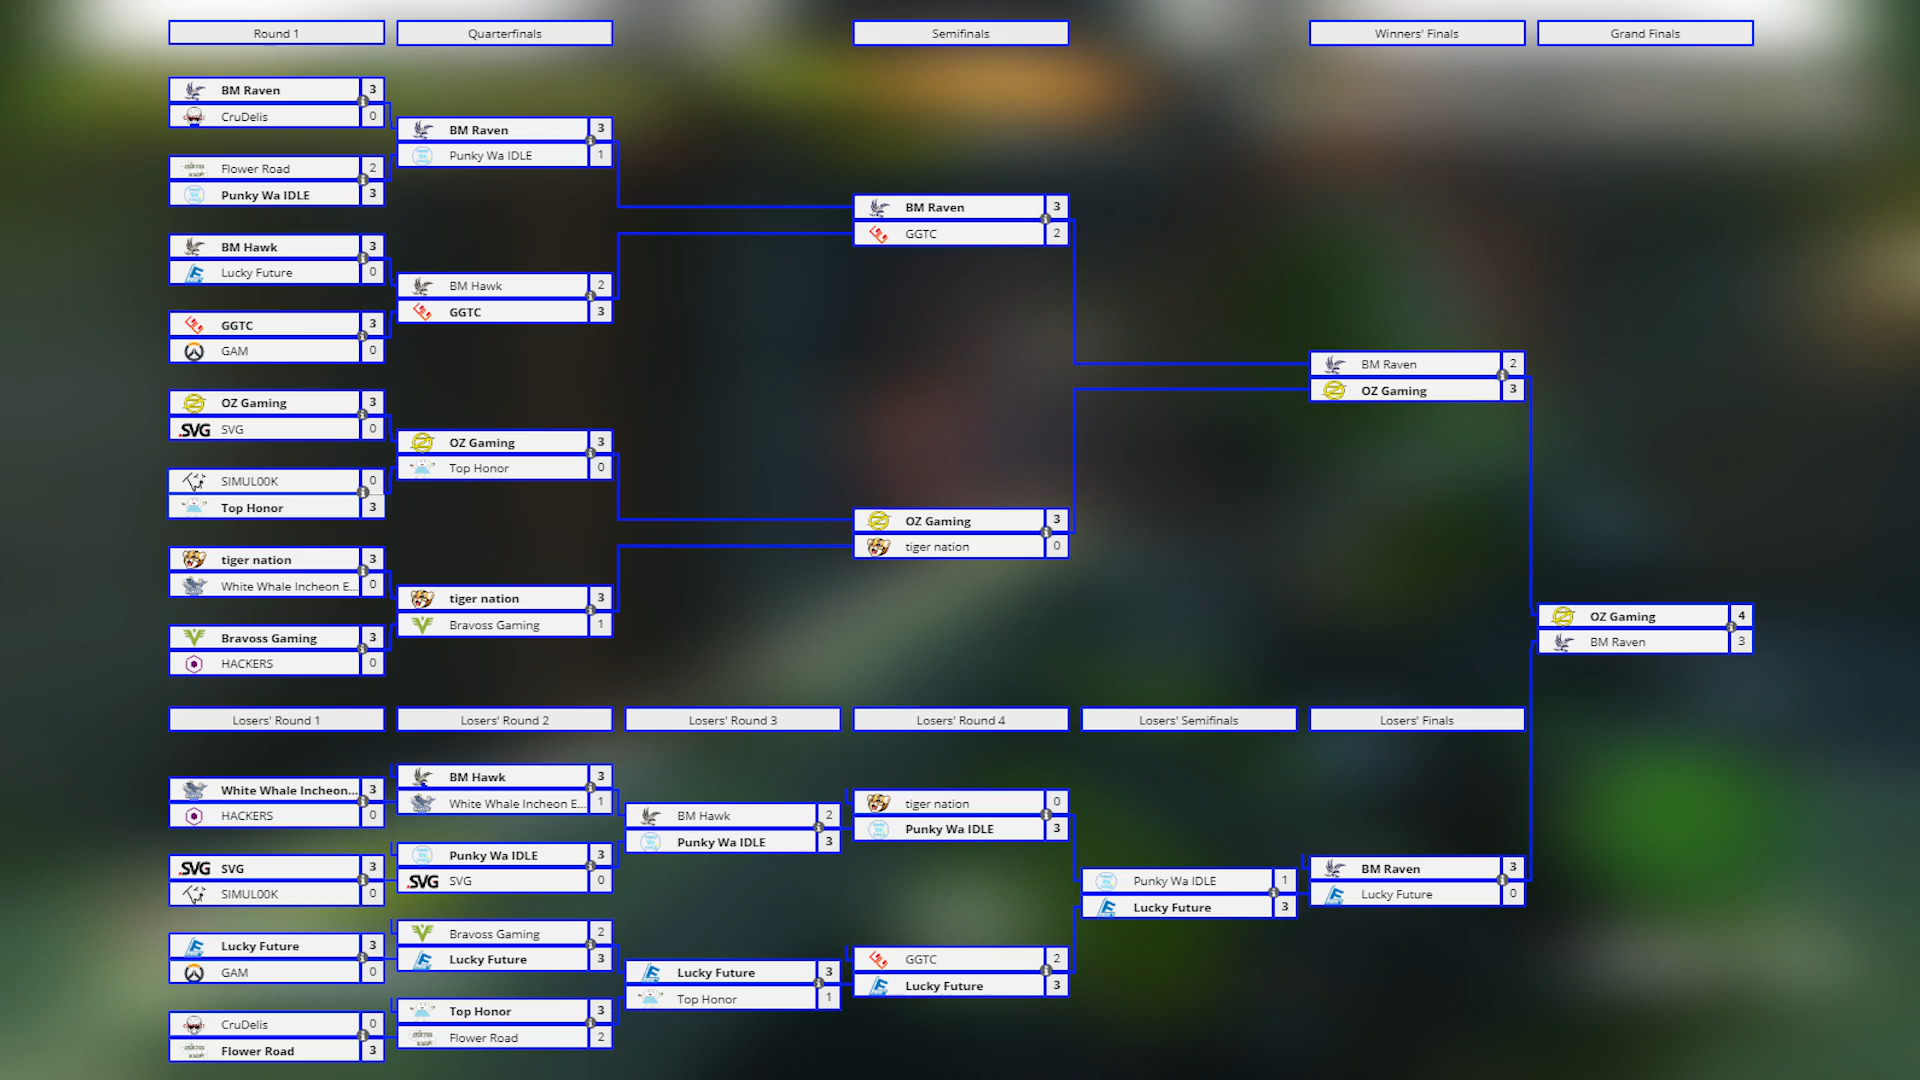 Round 1
Quarterfinals
Semifinals
Winners' Finals
Grand Finals
BM Raven 3
CruDelis 0
Flower Road 2
Punky Wa IDLE 3
BM Hawk 3
Lucky Future 0
GGTC 3
GAM 0
OZ Gaming 3
SVG SVG 0
SIMUL00K 0
Top Honor 3
tiger nation 3
White Whale Incheon E... 0
Bravoss Gaming 3
HACKERS 0
BM Raven 3
Punky Wa IDLE 1
BM Hawk 2
GGTC 3
OZ Gaming 3
Top Honor 0
tiger nation 3
Bravoss Gaming 1
BM Raven 3
GGTC 2
OZ Gaming 3
tiger nation 0
BM Raven 2
OZ Gaming 3
OZ Gaming 4
BM Raven 3
Losers' Round 1
Losers' Round 2
Losers' Round 3
Losers' Round 4
Losers' Semifinals
Losers' Finals
White Whale Incheon... 3
HACKERS 0
SVG SVG 3
SIMUL00K 0
Lucky Future 3
GAM 0
CruDelis 0
Flower Road 3
BM Hawk 3
White Whale Incheon E... 1
Punky Wa IDLE 3
SVG SVG 0
Bravoss Gaming 2
Lucky Future 3
Top Honor 3
Flower Road 2
BM Hawk 2
Punky Wa IDLE 3
Lucky Future 3
Top Honor 1
tiger nation 0
Punky Wa IDLE 3
GGTC 2
Lucky Future 3
Punky Wa IDLE 1
Lucky Future 3
BM Raven 3
Lucky Future 0